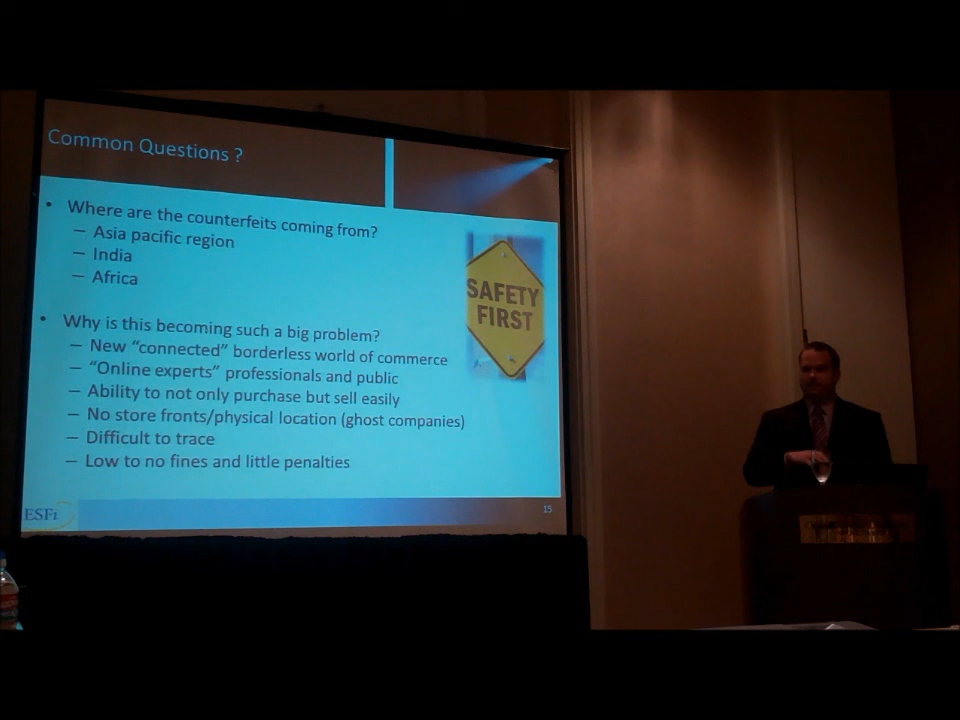 Common Questions ?
• Where are the counterfeits coming from?
– Asia pacific region
– India
– Africa
• Why is this becoming such a big problem?
– New “connected” borderless world of commerce
– “Online experts” professionals and public
– Ability to not only purchase but sell easily
– No store fronts/physical location (ghost companies)
– Difficult to trace
– Low to no fines and little penalties
SAFETY
FIRST
ESFi
15